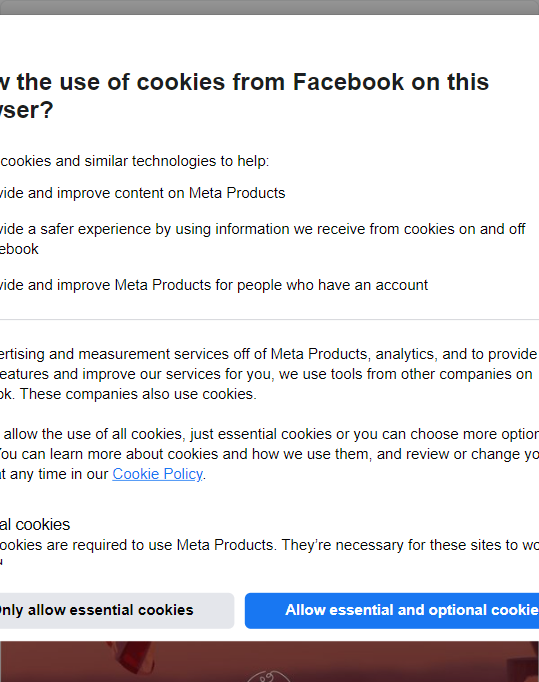 w the use of cookies from Facebook on this
wser?
cookies and similar technologies to help:
vide and improve content on Meta Products
vide a safer experience by using information we receive from cookies on and off
ebook
vide and improve Meta Products for people who have an account
ertising and measurement services off of Meta Products, analytics, and to provide
eatures and improve our services for you, we use tools from other companies on
ok. These companies also use cookies.
allow the use of all cookies, just essential cookies or you can choose more option
You can learn more about cookies and how we use them, and review or change yo
at any time in our Cookie Policy.
al cookies
ookies are required to use Meta Products. They’re necessary for these sites to wo
Only allow essential cookies
Allow essential and optional cookie